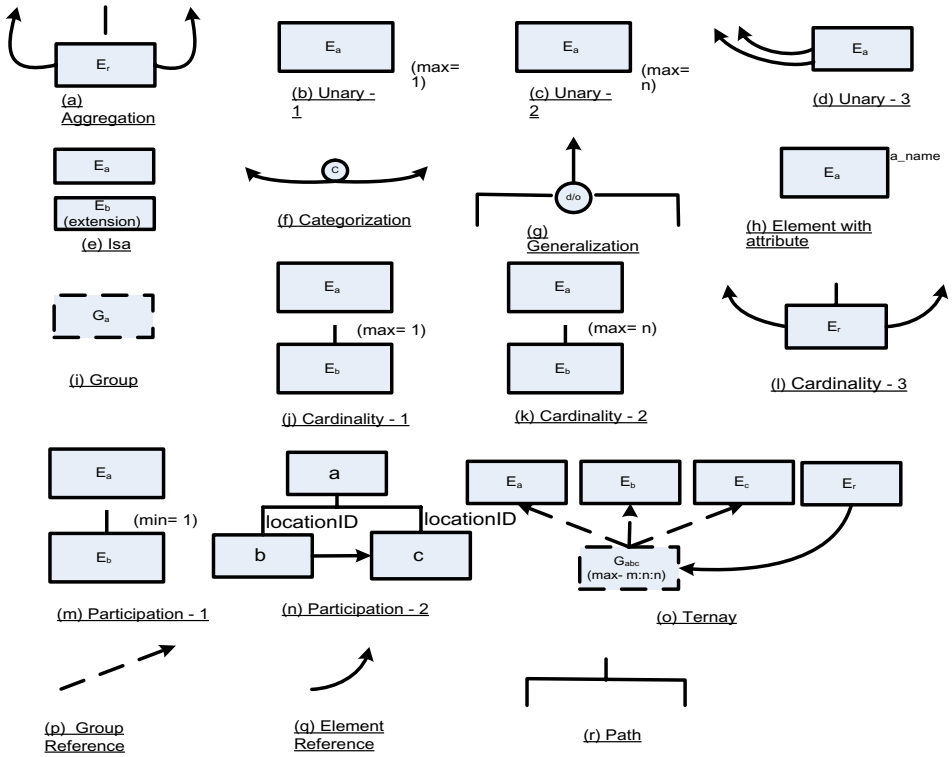 Er
(a)
Aggregation
Ea
(max=
1)
(b) Unary -
1
Ea
(max=
n)
(c) Unary -
2
Ea
(d) Unary - 3
Ea
Eb
(extension)
(e) Isa
C
(f) Categorization
d/o
(g)
Generalization
Ea
a_name
(h) Element with
attribute
Ga
(i) Group
Ea
(max= 1)
Eb
(j) Cardinality - 1
Ea
(max= n)
Eb
(k) Cardinality - 2
Er
(l) Cardinality - 3
Ea
(min= 1)
Eb
(m) Participation - 1
a
locationID
locationID
b
c
(n) Participation - 2
Ea
Eb
Ec
Er
Gabc
(max- m:n:n)
(o) Ternay
(p) Group
Reference
(q) Element
Reference
(r) Path